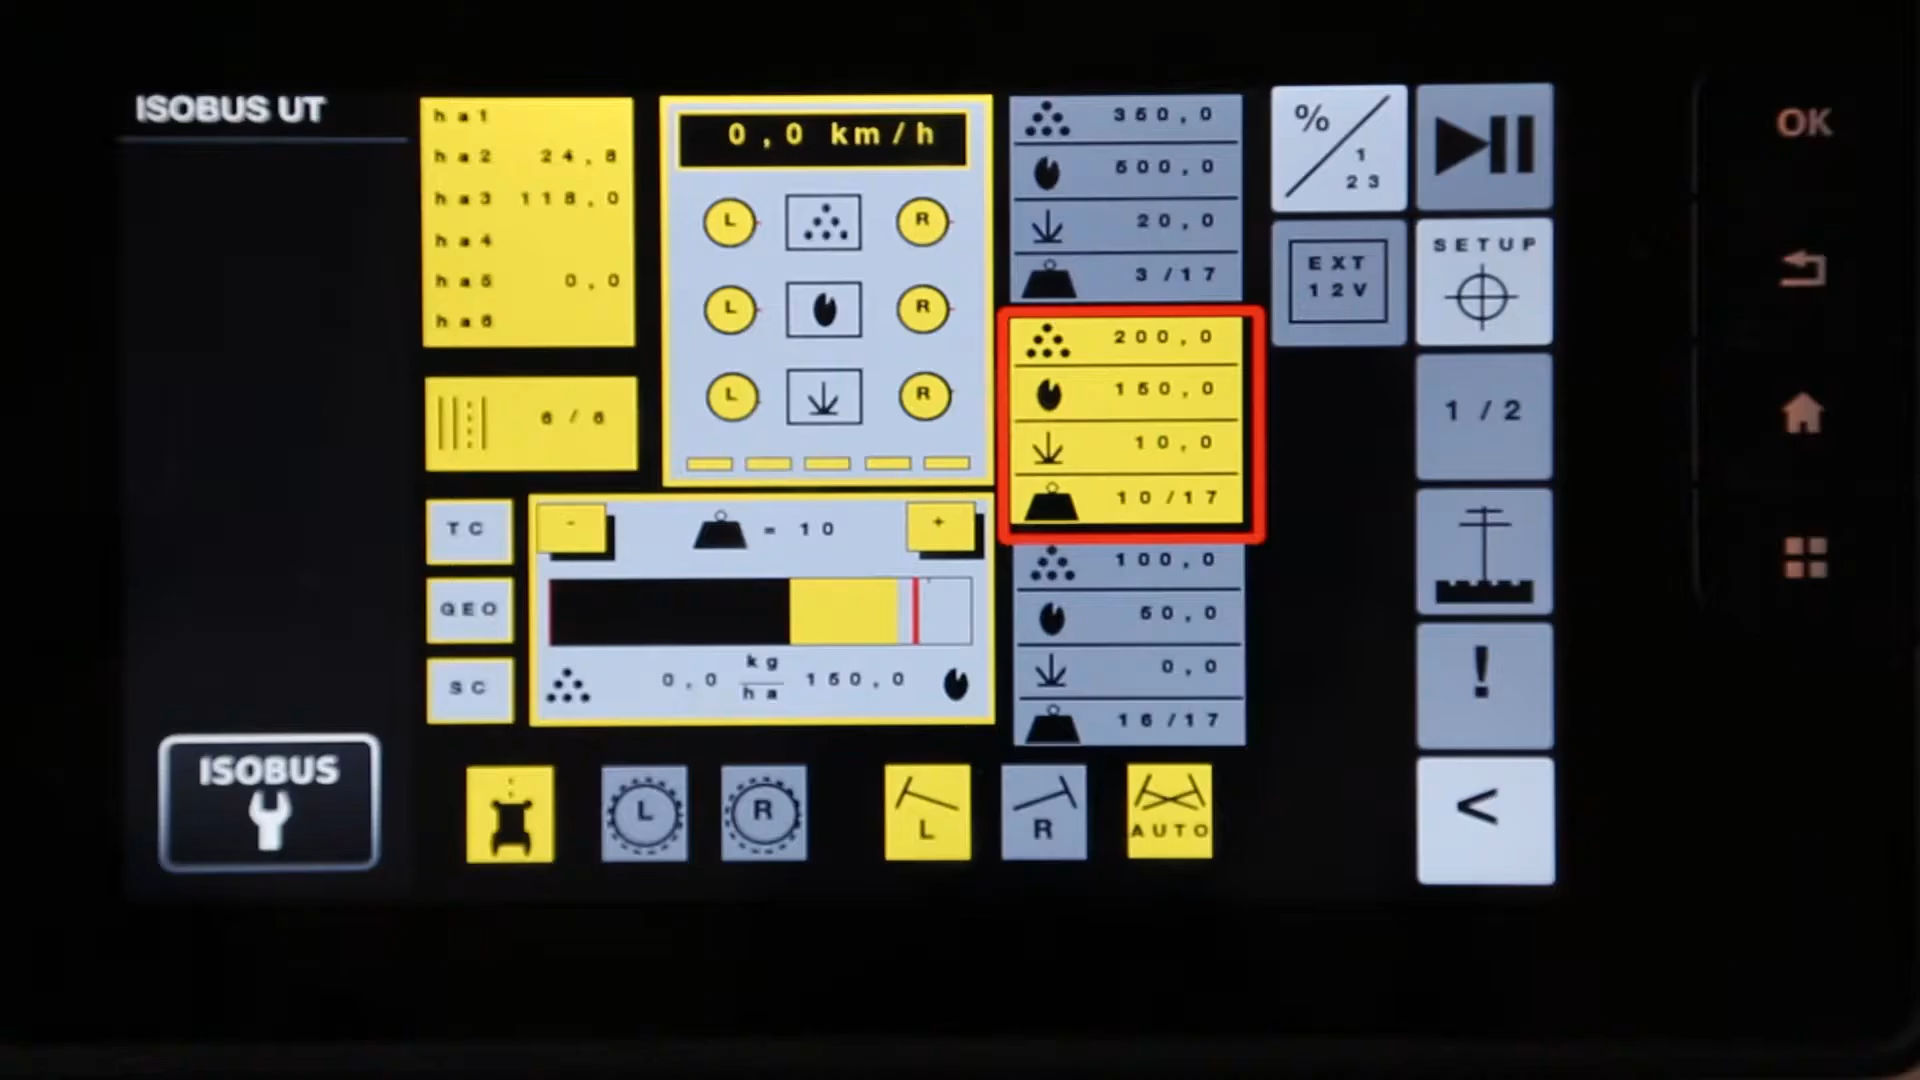 ISOBUS UT
ha1
ha2 24,8
ha3 118,0
ha4
ha5 0,0
ha6
6 / 6
TC
GEO
SC
0,0 km/h
L R
L R
L R
- = 10 +
0,0 kg/ha 150,0
350,0
500,0
20,0
3 /17
200,0
150,0
10,0
10/17
100,0
50,0
0,0
16/17
% 1 2 3
EXT
12V
SETUP
1 / 2
!
<
ISOBUS
L
R
L
R
AUTO
OK